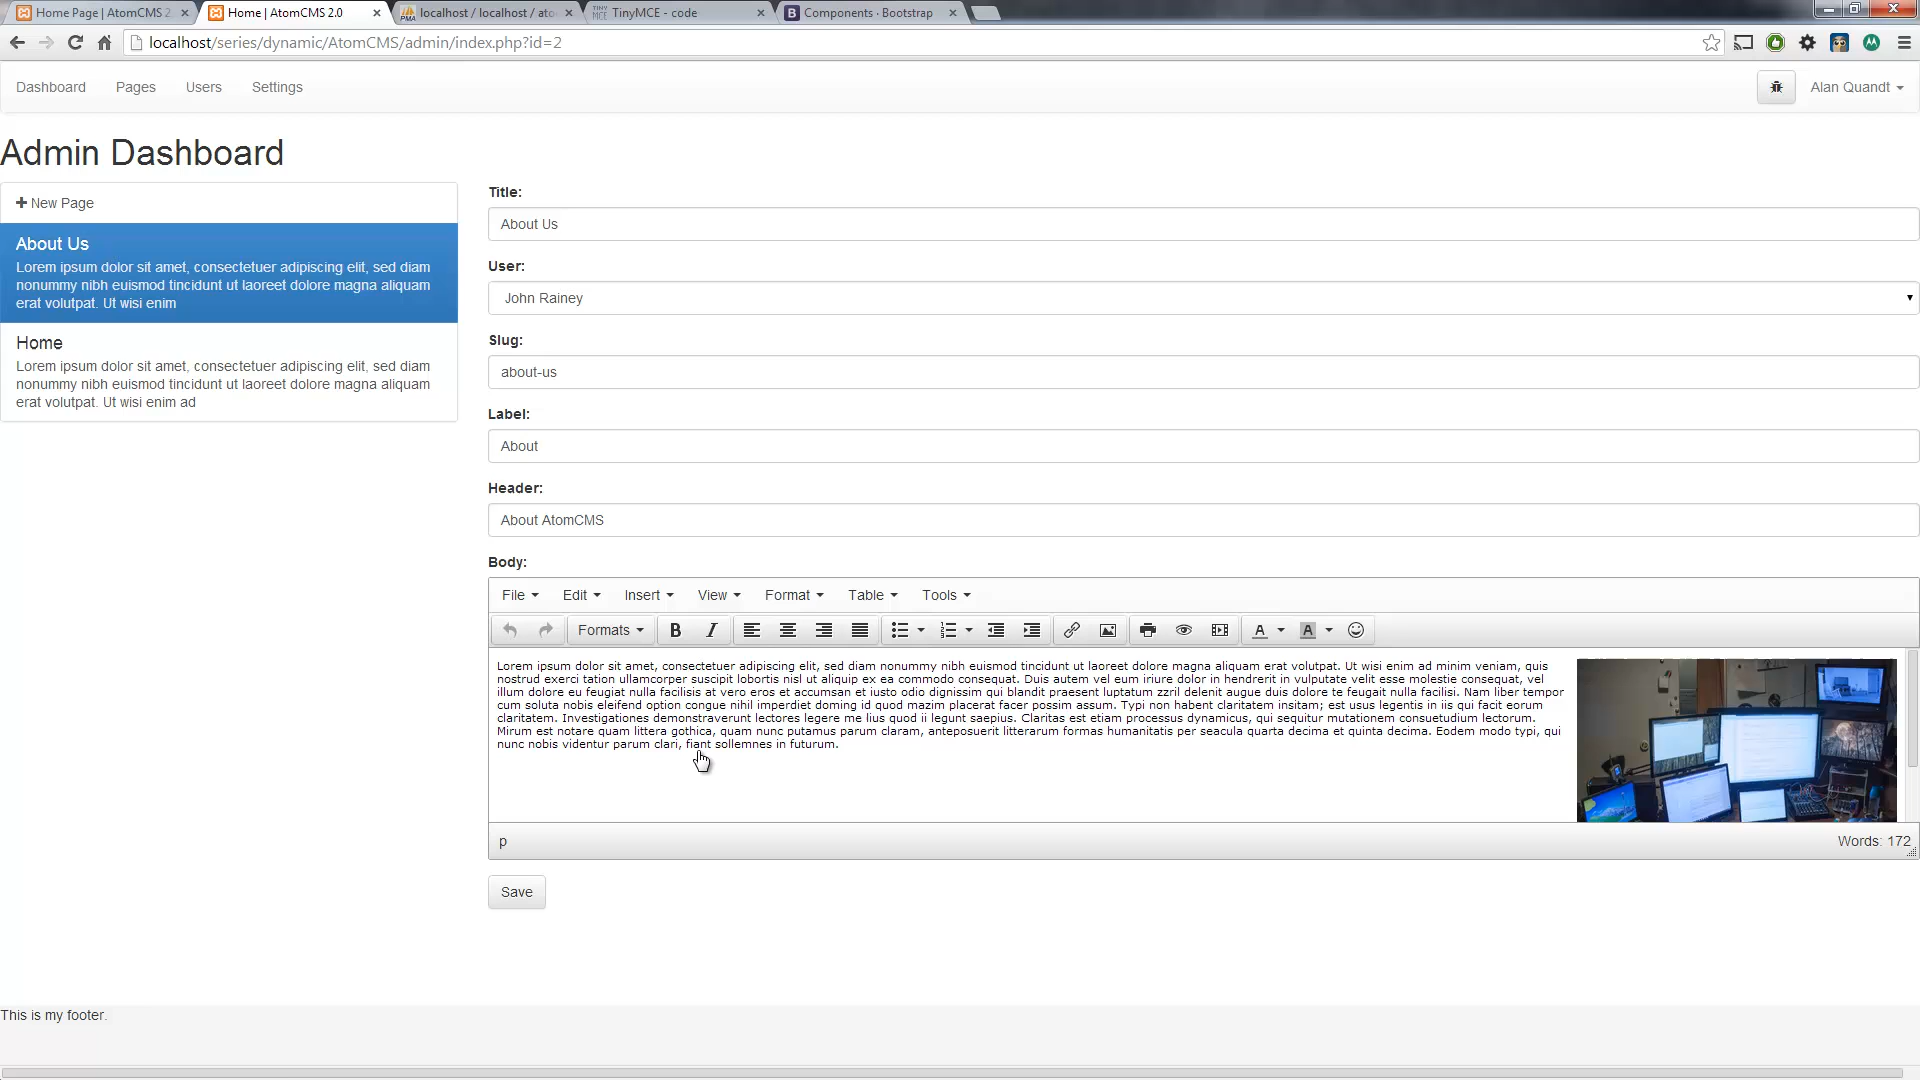 Home Page | AtomCMS 2.
Home | AtomCMS 2.0
localhost / localhost / ato
TinyMCE - code
Components · Bootstrap
localhost/series/dynamic/AtomCMS/admin/index.php?id=2
Dashboard
Pages
Users
Settings
Alan Quandt
Admin Dashboard
New Page
About Us
Lorem ipsum dolor sit amet, consectetuer adipiscing elit, sed diam
nonummy nibh euismod tincidunt ut laoreet dolore magna aliquam
erat volutpat. Ut wisi enim
Home
Lorem ipsum dolor sit amet, consectetuer adipiscing elit, sed diam
nonummy nibh euismod tincidunt ut laoreet dolore magna aliquam
erat volutpat. Ut wisi enim ad
Title:
About Us
User:
John Rainey
Slug:
about-us
Label:
About
Header:
About AtomCMS
Body:
File
Edit
Insert
View
Format
Table
Tools
Formats
B
I
A
A
Lorem ipsum dolor sit amet, consectetuer adipiscing elit, sed diam nonummy nibh euismod tincidunt ut laoreet dolore magna aliquam erat volutpat. Ut wisi enim ad minim veniam, quis
nostrud exerci tation ullamcorper suscipit lobortis nisl ut aliquip ex ea commodo consequat. Duis autem vel eum iriure dolor in hendrerit in vulputate velit esse molestie consequat, vel
illum dolore eu feugiat nulla facilisis at vero eros et accumsan et iusto odio dignissim qui blandit praesent luptatum zzril delenit augue duis dolore te feugait nulla facilisi. Nam liber tempor
cum soluta nobis eleifend option congue nihil imperdiet doming id quod mazim placerat facer possim assum. Typi non habent claritatem insitam; est usus legentis in iis qui facit eorum
claritatem. Investigationes demonstraverunt lectores legere me lius quod ii legunt saepius. Claritas est etiam processus dynamicus, qui sequitur mutationem consuetudium lectorum.
Mirum est notare quam littera gothica, quam nunc putamus parum claram, anteposuerit litterarum formas humanitatis per seacula quarta decima et quinta decima. Eodem modo typi, qui
nunc nobis videntur parum clari, fiant sollemnes in futurum.
p
Words: 172
Save
This is my footer.